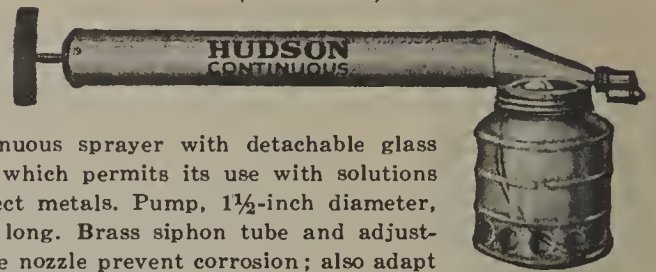 HUDSON
CONTINUOUS
nuous sprayer with detachable glass
which permits its use with solutions
ect metals. Pump, 1½-inch diameter,
long. Brass siphon tube and adjust-
e nozzle prevent corrosion; also adapt